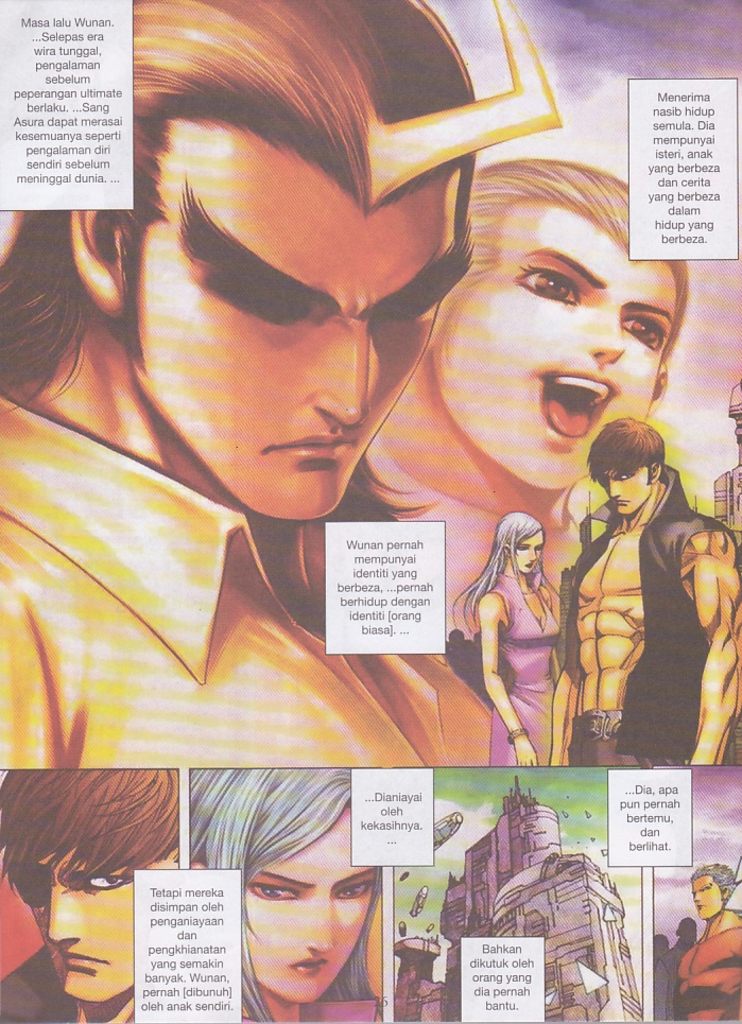 Masa lalu Wunan.
...Selepas era
wira tunggal,
pengalaman
sebelum
peperangan ultimate
berlaku. ...Sang
Asura dapat merasai
kesemuanya seperti
pengalaman diri
sendiri sebelum
meninggal dunia. ...
Menerima
nasib hidup
semula. Dia
mempunyai
isteri, anak
yang berbeza
dan cerita
yang berbeza
dalam
hidup yang
berbeza.
Wunan pernah
mempunyai
identiti yang
berbeza, ...pernah
berhidup dengan
identiti [orang
biasa]. ...
Tetapi mereka
disimpan oleh
penganiayaan
dan
pengkhianatan
yang semakin
banyak. Wunan,
pernah [dibunuh]
oleh anak sendiri.
...Dianiayai
oleh
kekasihnya.
...
Bahkan
dikutuk oleh
orang yang
dia pernah
bantu.
...Dia, apa
pun pernah
bertemu,
dan
berlihat.